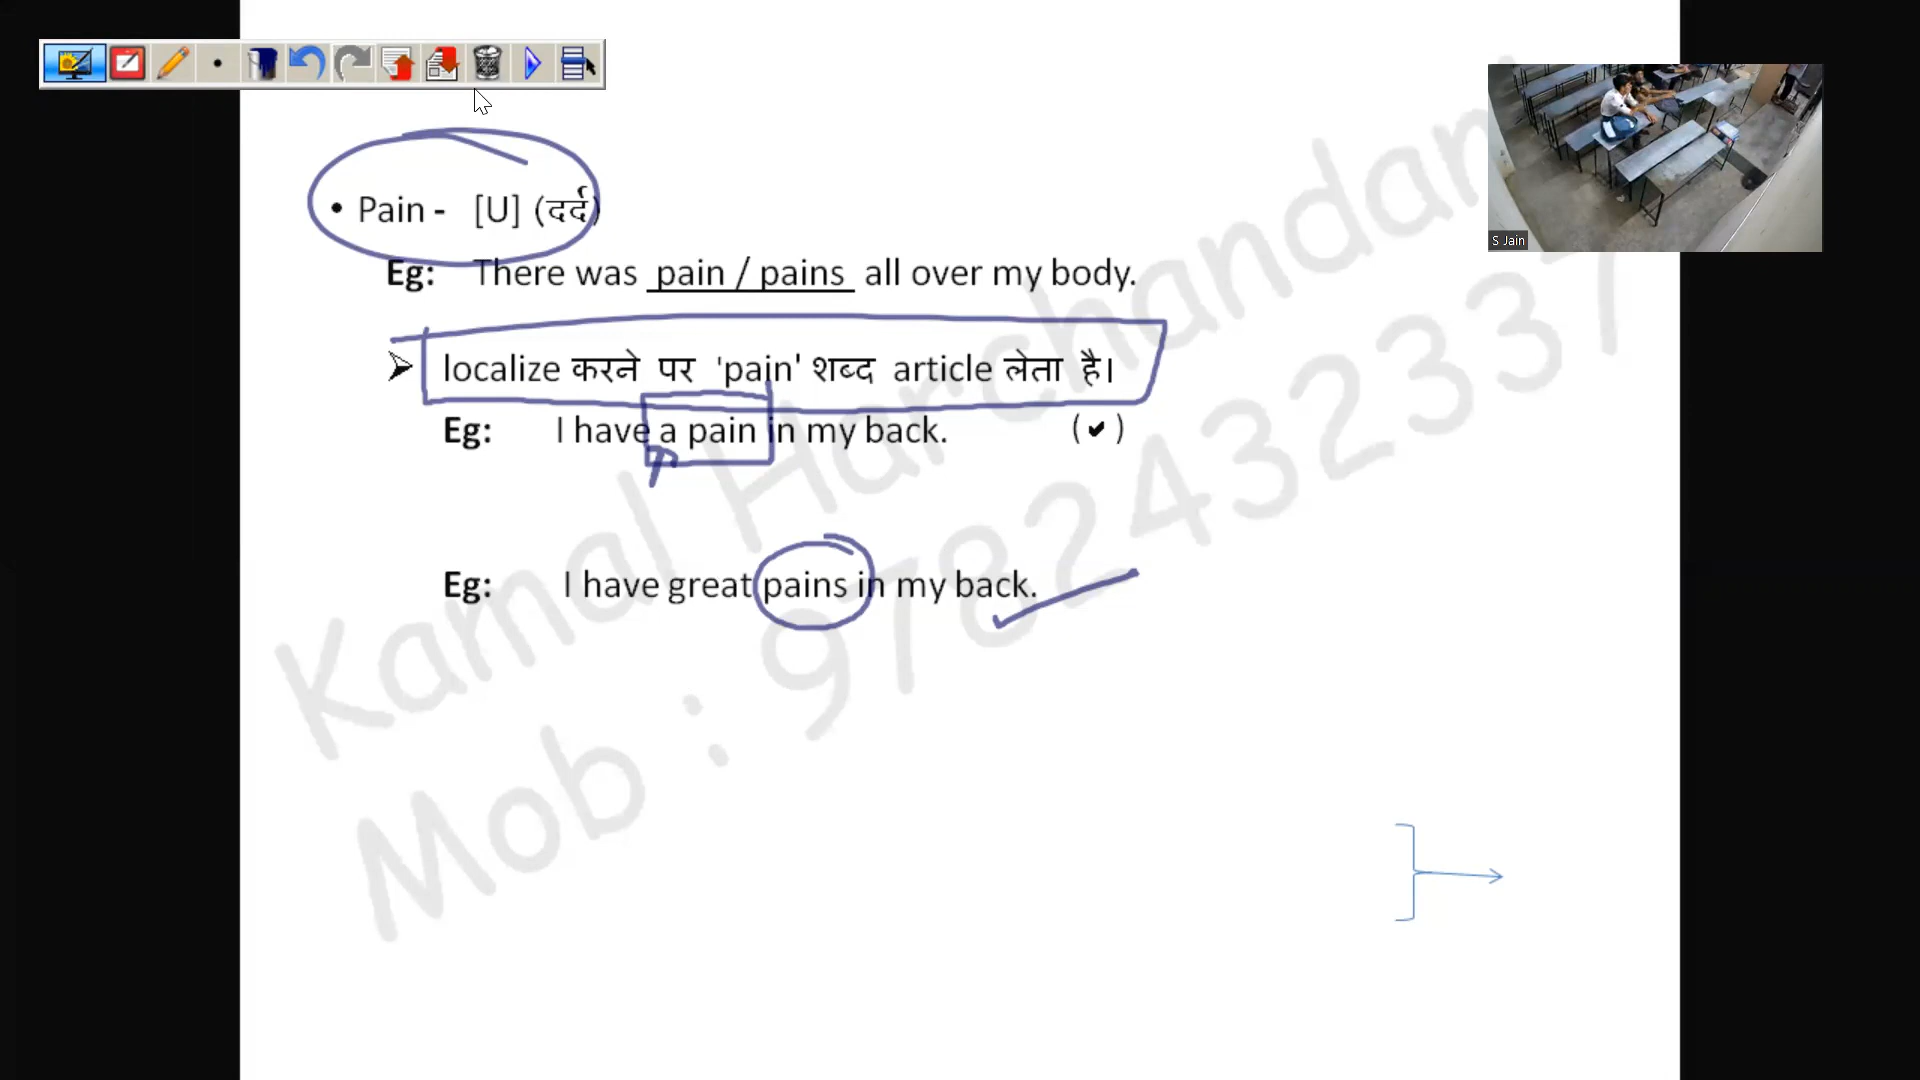 S Jain
• Pain - [U] (दर्द)
Eg: There was pain / pains all over my body.
➢ localize करने पर 'pain' शब्द article लेता है।
Eg: I have a pain in my back. (✔)
Eg: I have great pains in my back.
Kamal Harchandani
Mob : 9782432337